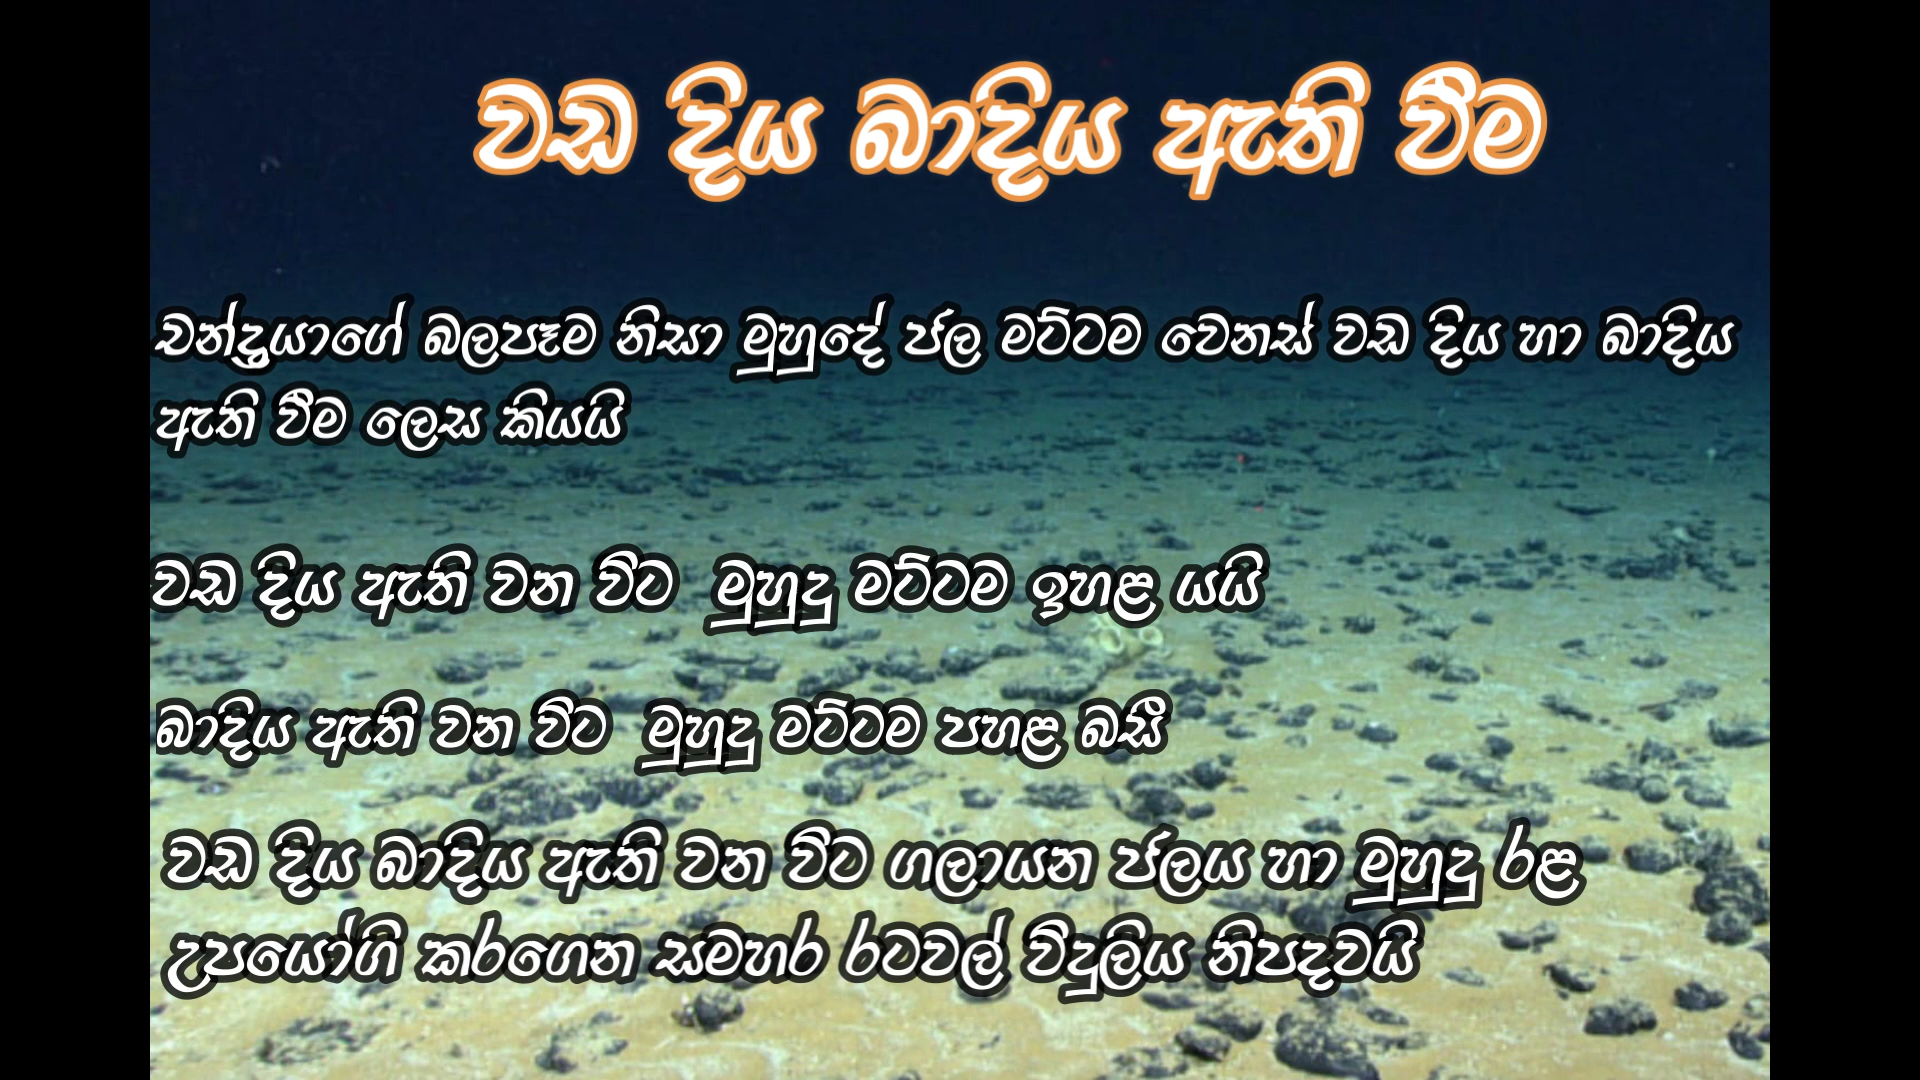 වඩ දිය බාදිය ඇති වීම
චන්ද්‍රයාගේ බලපෑම නිසා මුහුදේ ජල මට්ටම වෙනස් වඩ දිය හා බාදිය
ඇති වීම ලෙස කියයි
වඩ දිය ඇති වන විට මුහුදු මට්ටම ඉහළ යයි
බාදිය ඇති වන විට මුහුදු මට්ටම පහළ බසී
වඩ දිය බාදිය ඇති වන විට ගලායන ජලය හා මුහුදු රළ
උපයෝගි කරගෙන සමහර රටවල් විදුලිය නිපදවයි